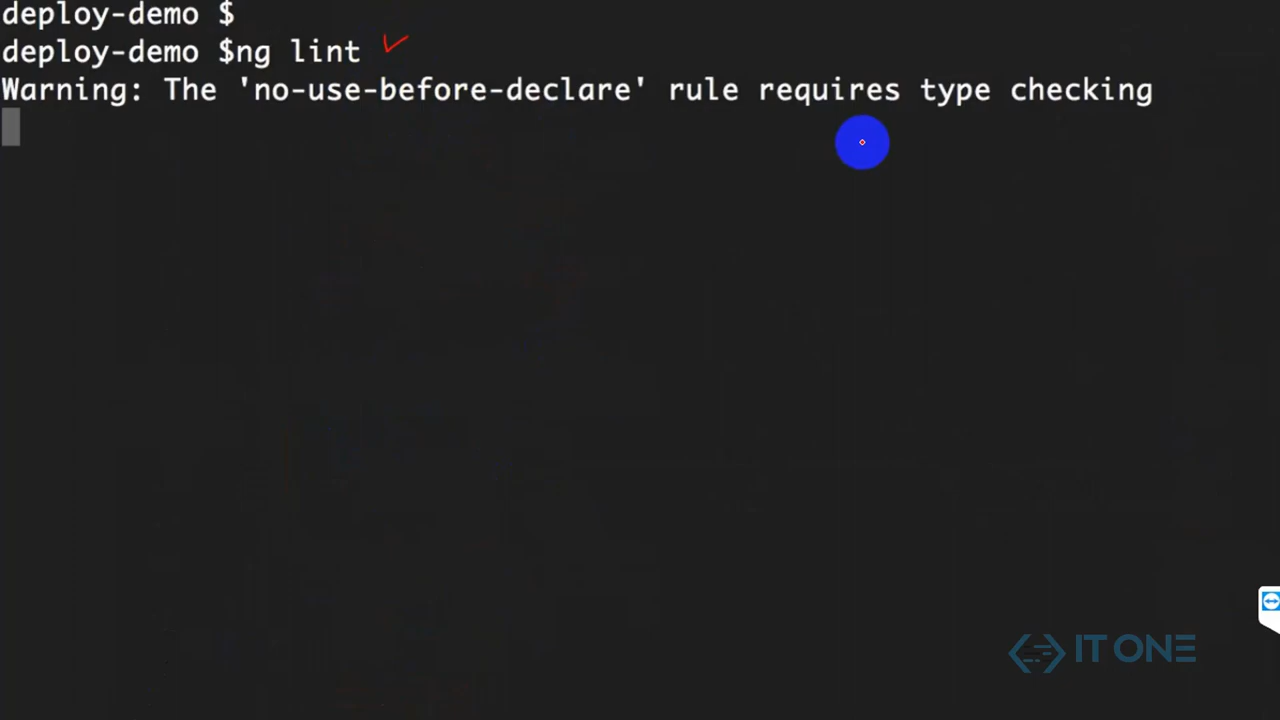 deploy-demo $
deploy-demo $ng lint
Warning: The 'no-use-before-declare' rule requires type checking
IT ONE